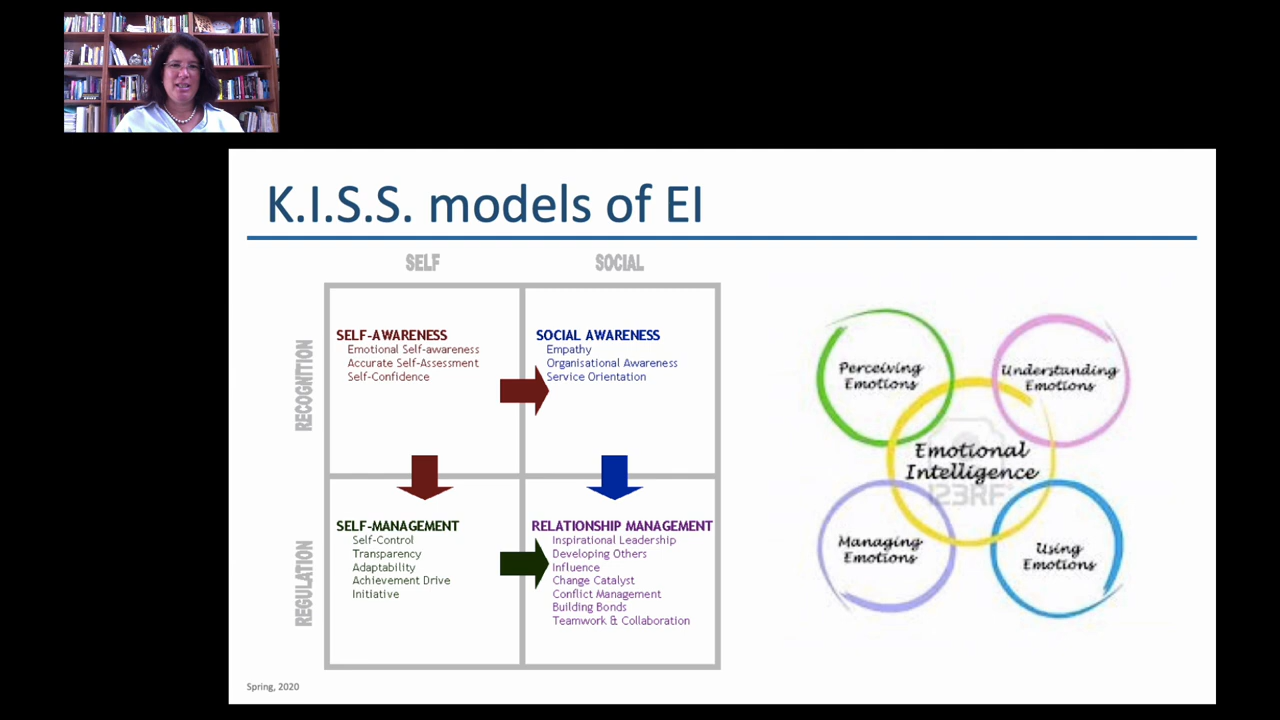 K.I.S.S. models of EI
SELF
SOCIAL
RECOGNITION
SELF-AWARENESS
Emotional Self-awareness
Accurate Self-Assessment
Self-Confidence
SOCIAL AWARENESS
Empathy
Organisational Awareness
Service Orientation
REGULATION
SELF-MANAGEMENT
Self-Control
Transparency
Adaptability
Achievement Drive
Initiative
RELATIONSHIP MANAGEMENT
Inspirational Leadership
Developing Others
Influence
Change Catalyst
Conflict Management
Building Bonds
Teamwork & Collaboration
Perceiving
Emotions
Understanding
Emotions
Emotional
Intelligence
123RF
Managing
Emotions
Using
Emotions
Spring, 2020